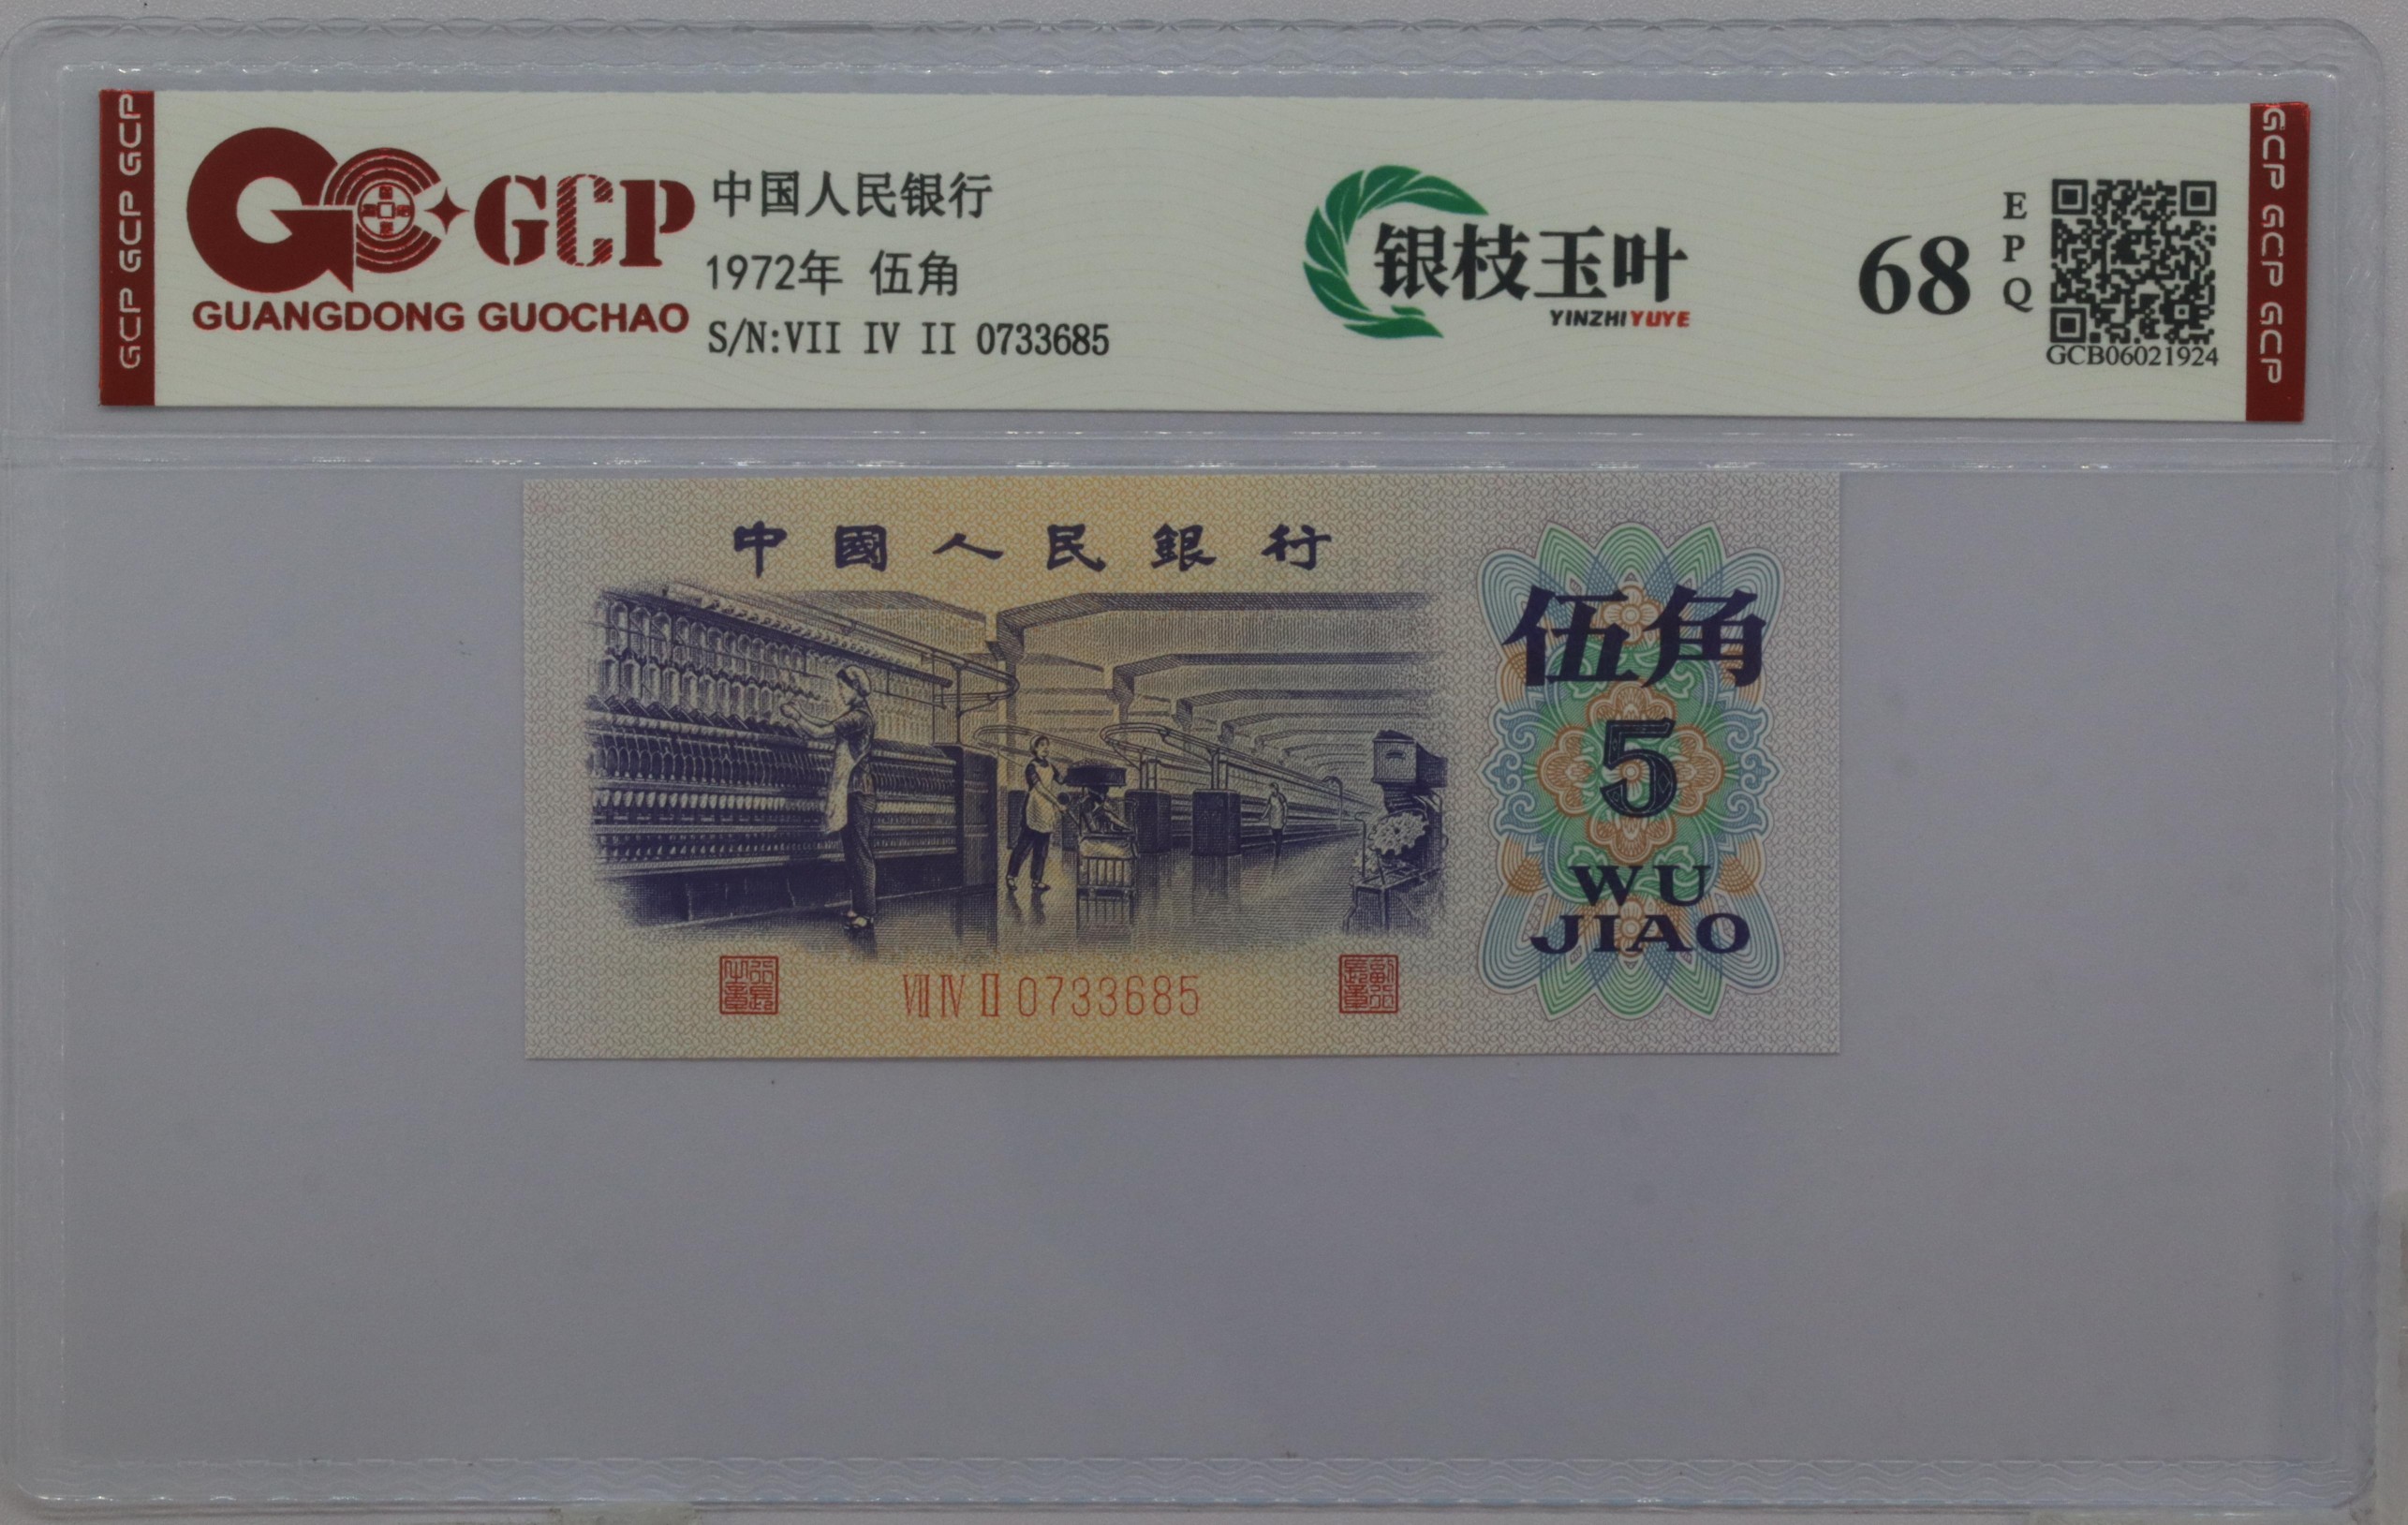 GCP GCP GCP
GCP
GUANGDONG GUOCHAO
中国人民银行
1972年 伍角
S/N:VII IV II 0733685
银枝玉叶
YINZHIYUYE
68
EPQ
GCB06021924
GCP GCP GCP
中國人民銀行
伍角
5
WU
JIAO
VII IV II 0733685